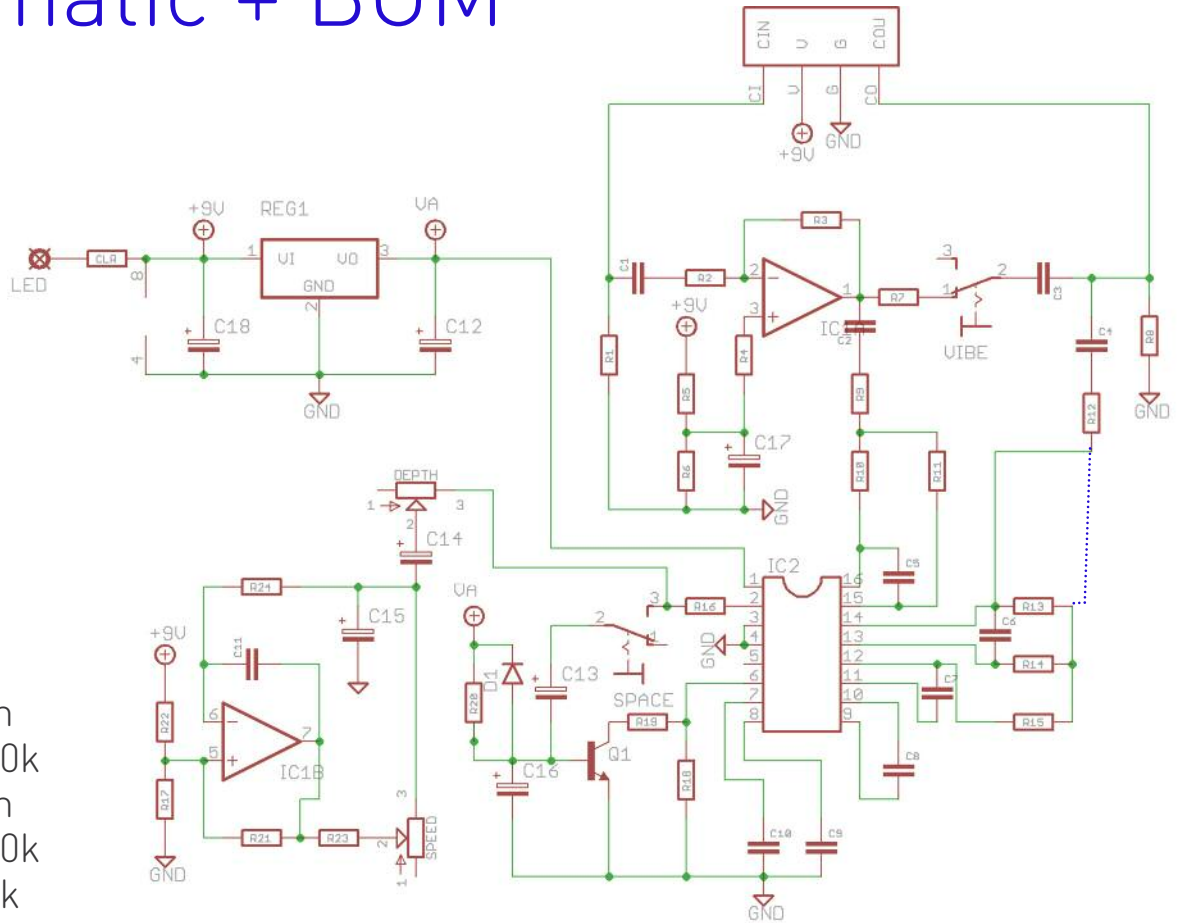 natic + BOM
CIN V G COU
CI V G CO
+9V GND
+9V REG1 VA
LED CLR 8 1 VI VO 3
GND
2
4 C18 C12
GND
R3
C1 R2 2 1 R7 3 2 1 C3
+9V 3 IC C2 VIBE C4 R8
R1 R4 R5 R9 R12 GND
C17 R6 R10 R11
GND
DEPTH
1 2 3
C14
IC2
R24 C15 VA 2 3 1 R16
1 2 3 4 5 6 7 8
16 15 14 13 12 11 10 9
C5 R13 C6 R14 C7 R15 C8
GND
+9V C11 R20 D1 C13 SPACE
R22 6 7 5 IC1B R19 Q1 C16 R18
R17 R21 R23 2 3 1 SPEED
GND C10 C9
GND
n
0k
n
0k
k